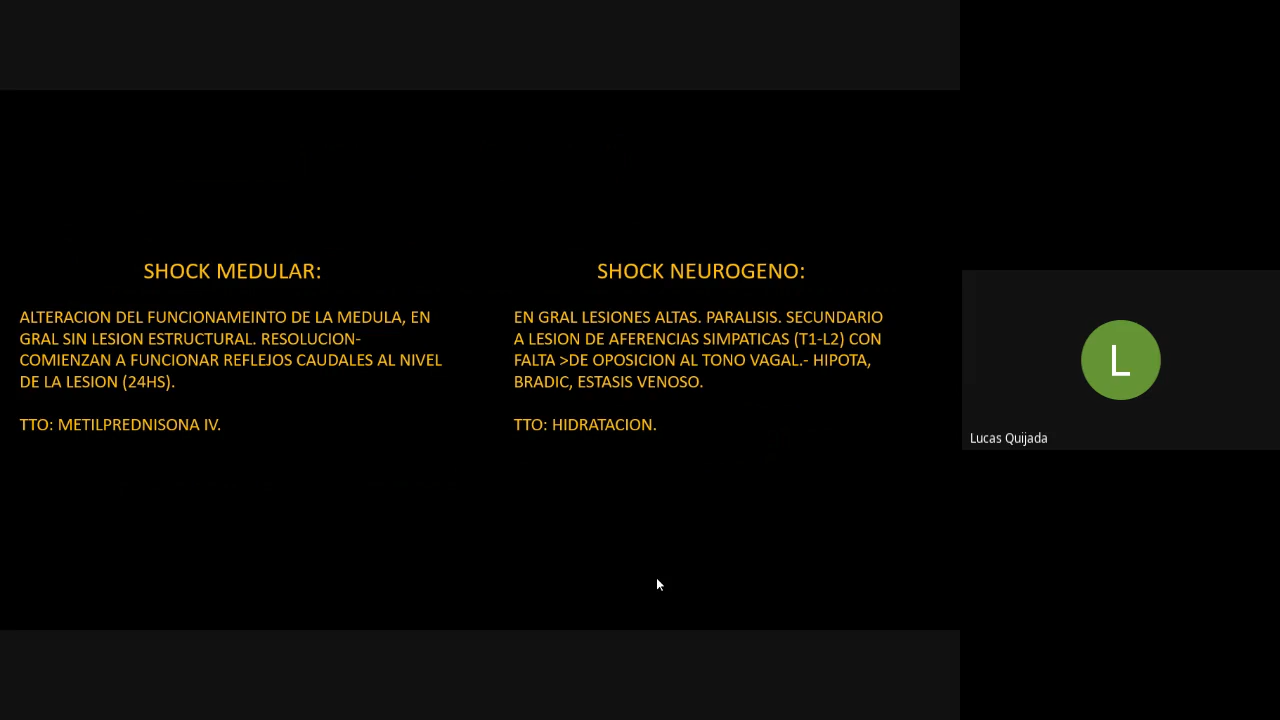 SHOCK MEDULAR:
ALTERACION DEL FUNCIONAMEINTO DE LA MEDULA, EN
GRAL SIN LESION ESTRUCTURAL. RESOLUCION-
COMIENZAN A FUNCIONAR REFLEJOS CAUDALES AL NIVEL
DE LA LESION (24HS).
TTO: METILPREDNISONA IV.
SHOCK NEUROGENO:
EN GRAL LESIONES ALTAS. PARALISIS. SECUNDARIO
A LESION DE AFERENCIAS SIMPATICAS (T1-L2) CON
FALTA >DE OPOSICION AL TONO VAGAL.- HIPOTA,
BRADIC, ESTASIS VENOSO.
TTO: HIDRATACION.
L
Lucas Quijada